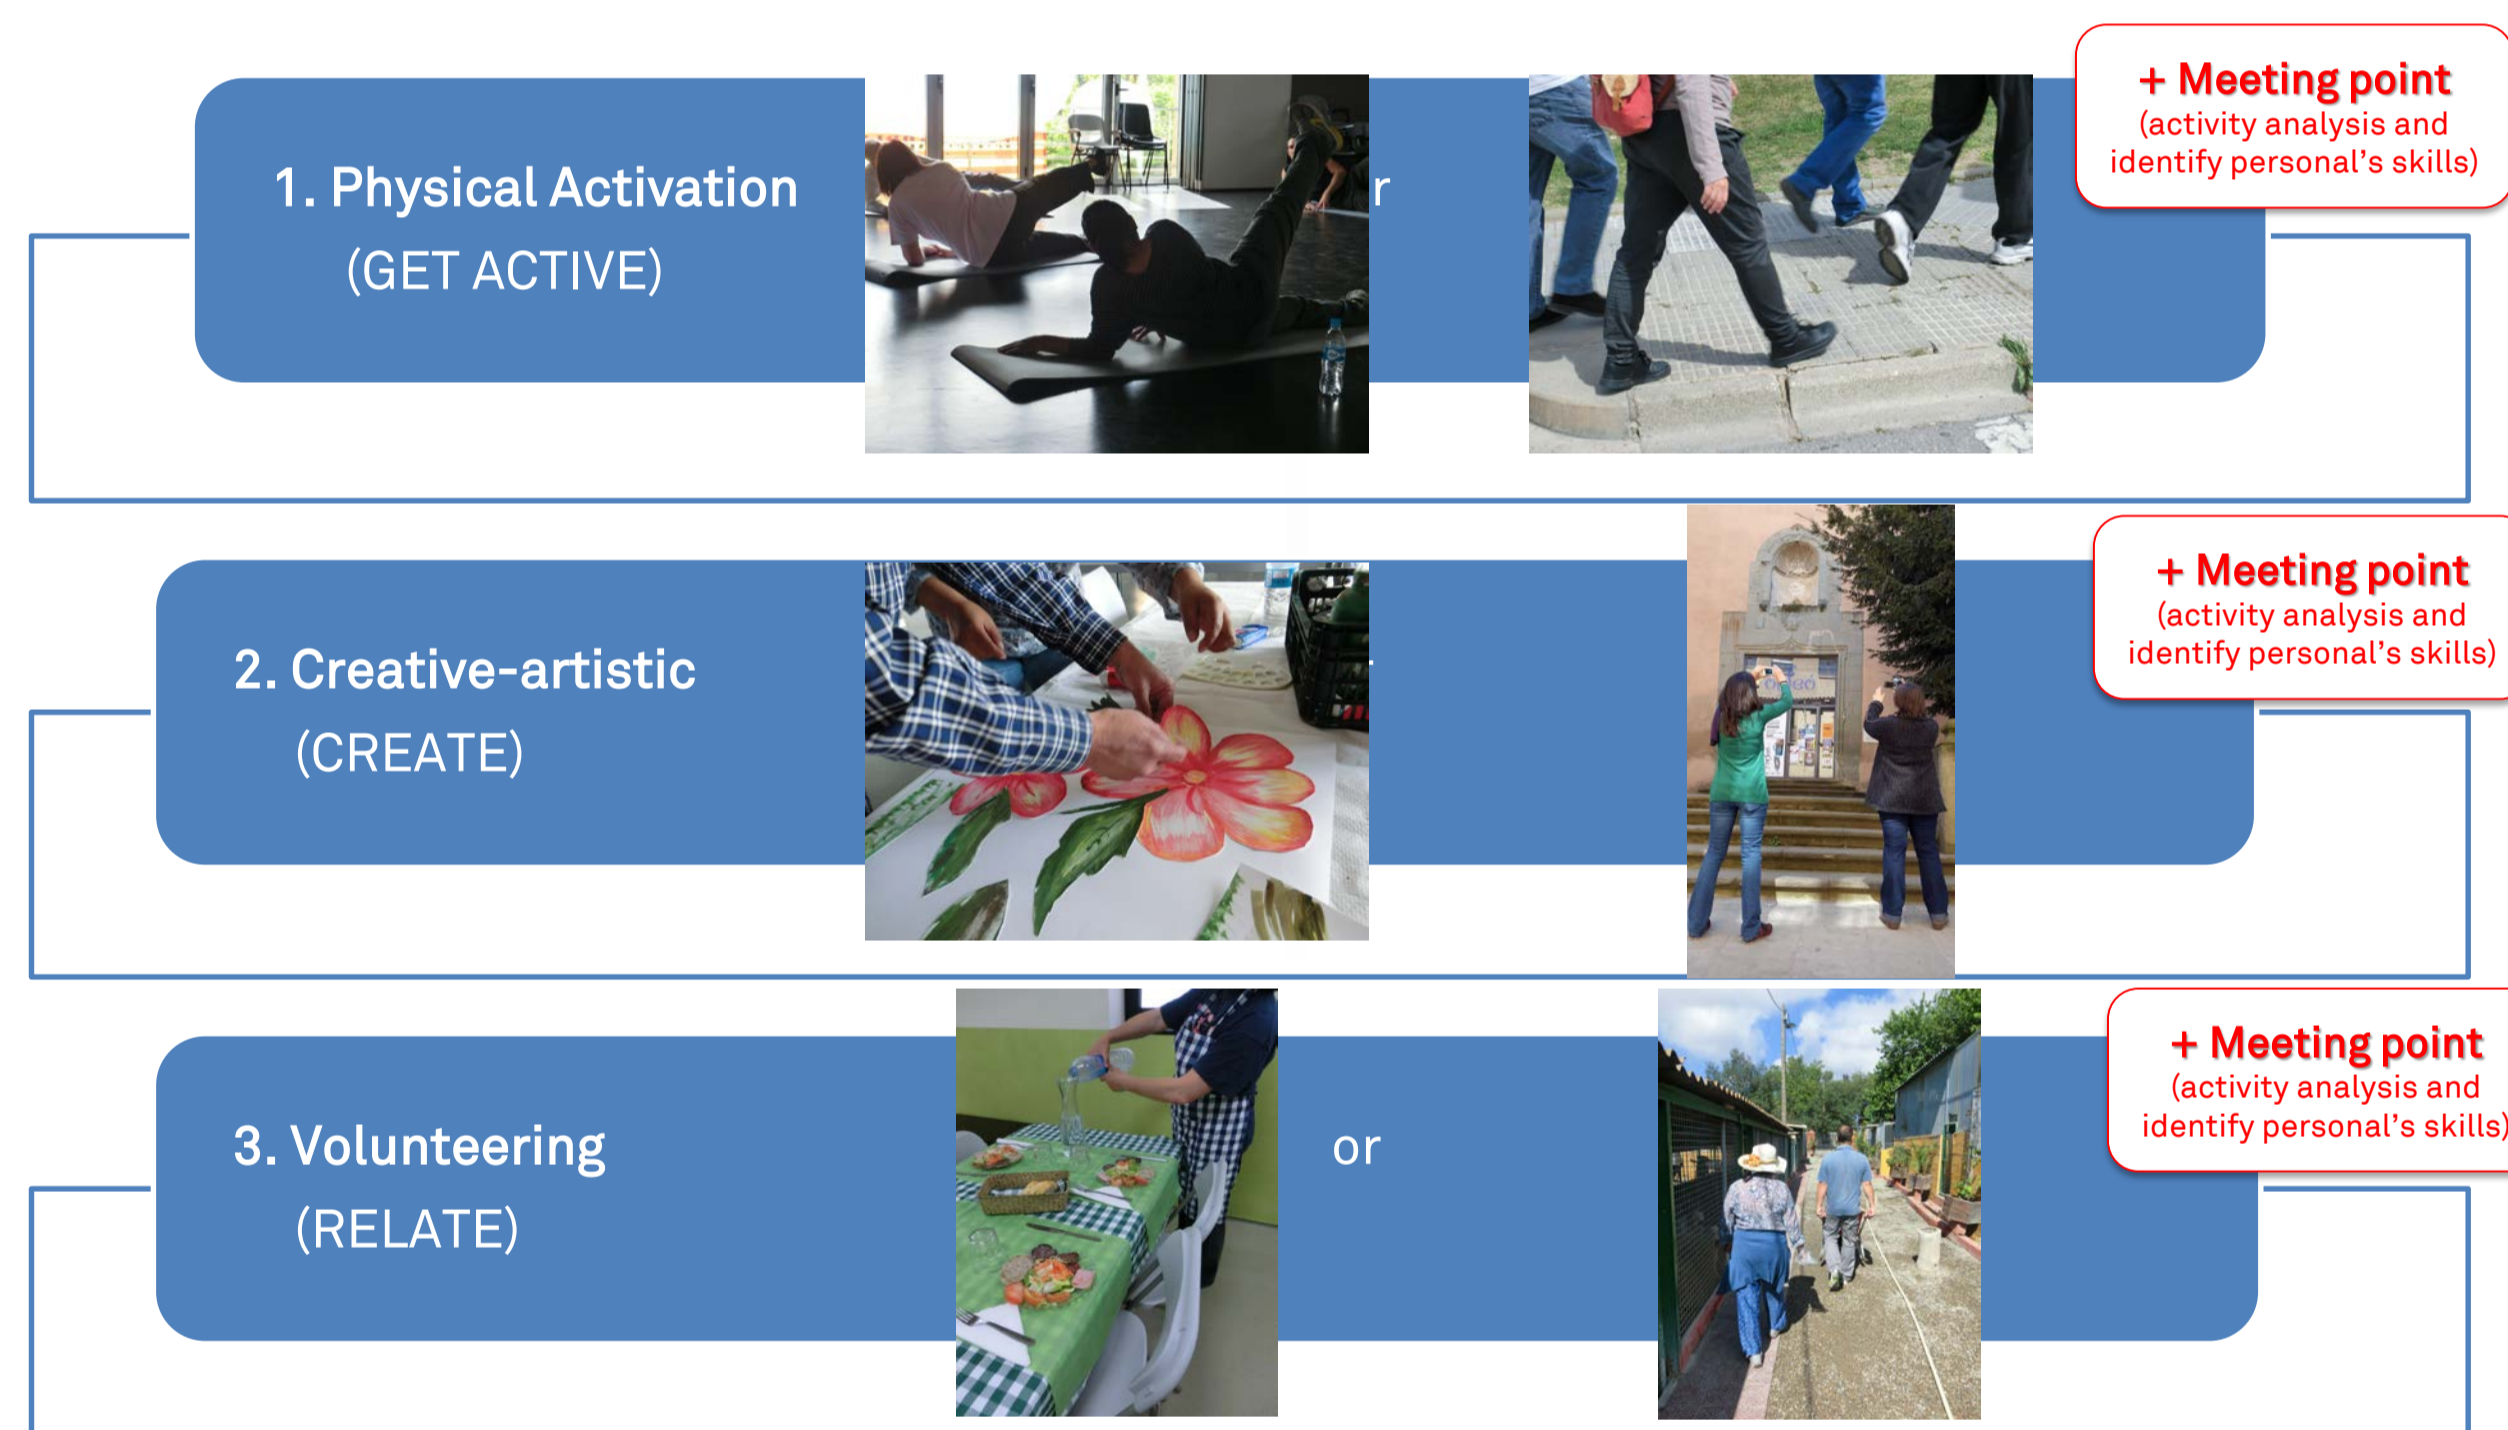 + Meeting point
(activity analysis and
identify personal's skills)
1. Physical Activation
r
(GET ACTIVE)
+ Meeting point
(activity analysis and
identify personal's skills)
2. Creative-artistic
(CREATE)
+ Meeting point
(activity analysis and
identify personal's skills)
3. Volunteering
or
(RELATE)